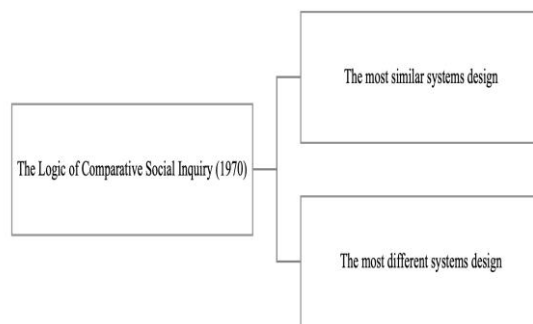 The most similar systems design
The Logic of Comparative Social Inquiry (1970)
The most different systems design